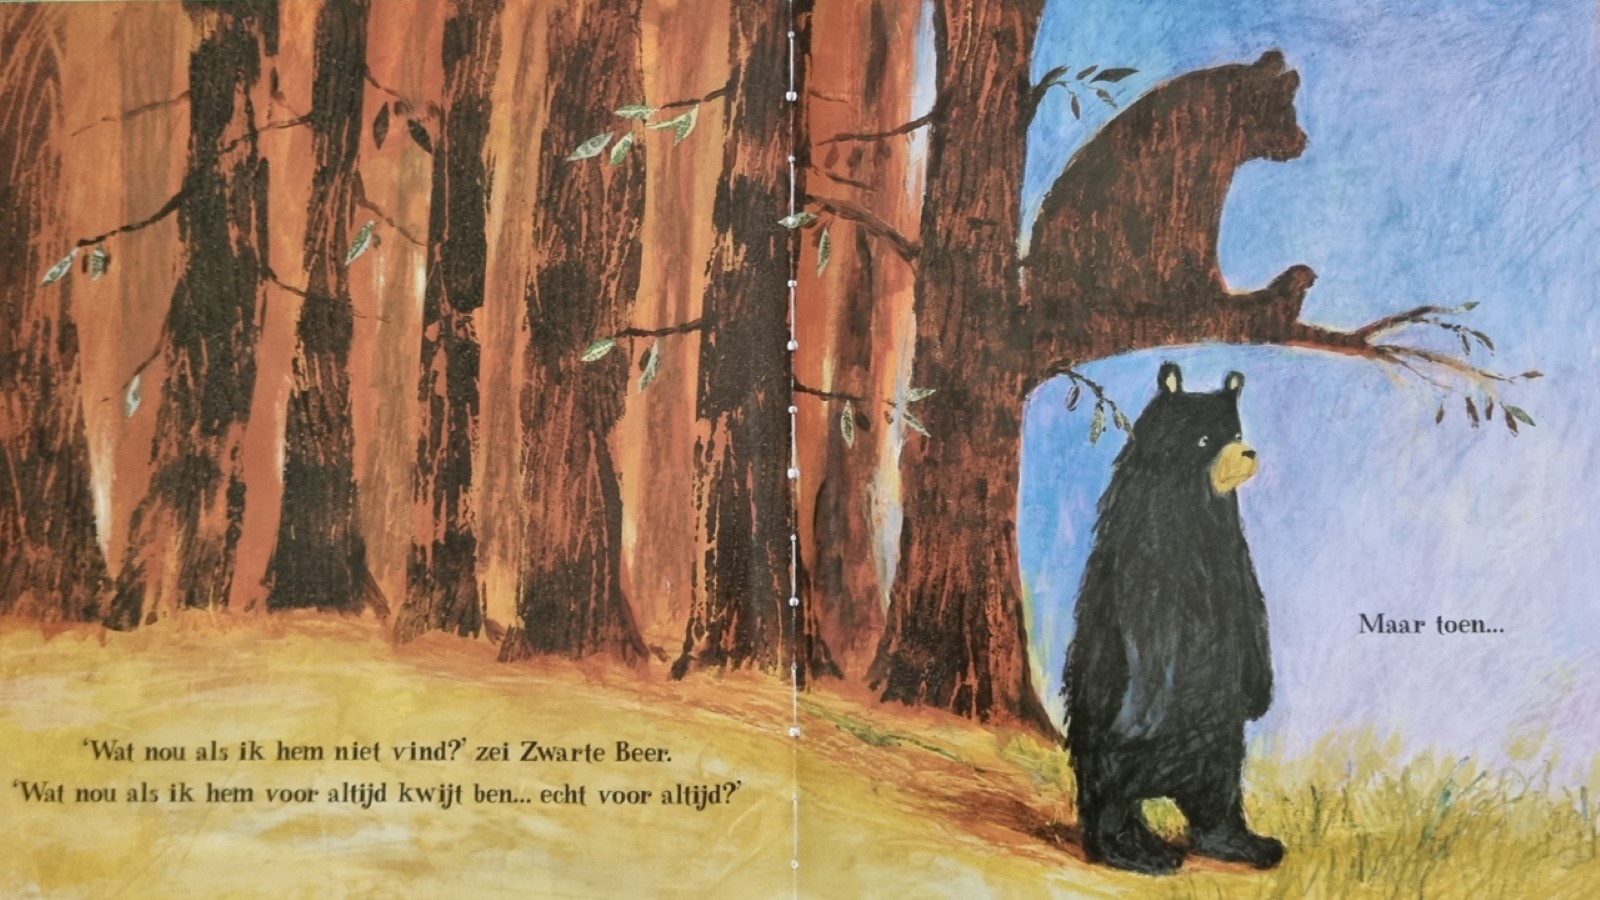 ‘Wat nou als ik hem niet vind?’ zei Zwarte Beer.
‘Wat nou als ik hem voor altijd kwijt ben... echt voor altijd?’
Maar toen...